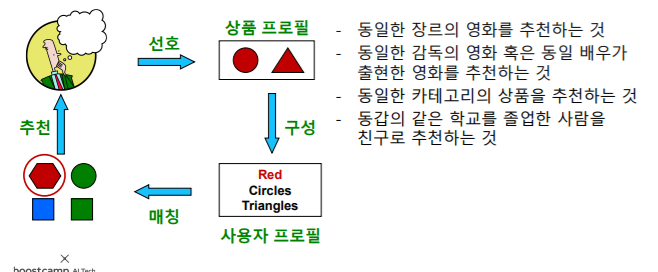 선호
상품 프로필
추천
구성
Red
Circles
Triangles
매칭
사용자 프로필
- 동일한 장르의 영화를 추천하는 것
- 동일한 감독의 영화 혹은 동일 배우가
출현한 영화를 추천하는 것
- 동일한 카테고리의 상품을 추천하는 것
- 동갑의 같은 학교를 졸업한 사람을
친구로 추천하는 것
×
boostcamp AI Tech